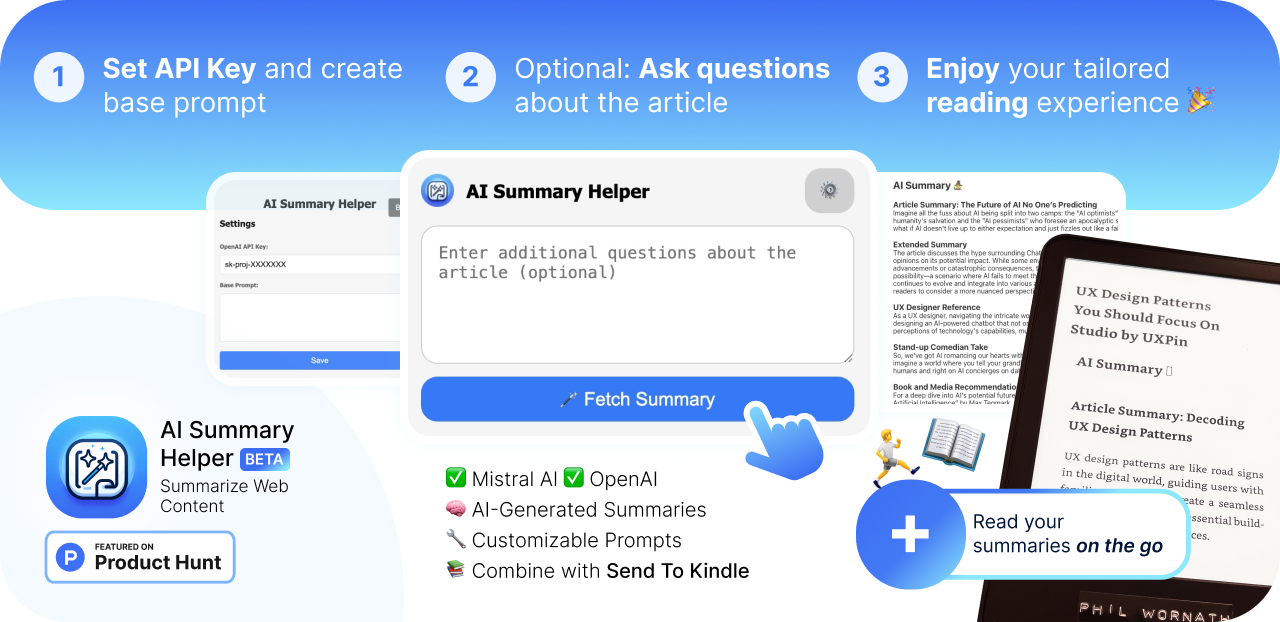 1
Set API Key and create
base prompt
2
Optional: Ask questions
about the article
3
Enjoy your tailored
reading experience 🎉
AI Summary Helper
B
Settings
OpenAI API Key:
sk-proj-XXXXXXX
Base Prompt:
Save
AI Summary Helper
Enter additional questions about the
article (optional)
Fetch Summary
AI Summary
Article Summary: The Future of AI No One's Predicting
Imagine all the fuss about AI being split into two camps: the "AI optimists"
humanity's salvation and the "AI pessimists" who foresee an apocalyptic s
what if AI doesn't live up to either expectation and just fizzles out like a fai
Extended Summary
The article discusses the hype surrounding Cha
opinions on its potential impact. While some
advancements or catastrophic consequences,
possibility—a scenario where AI fails to meet
continues to evolve and integrate into various
readers to consider a more nuanced
UX Designer Reference
As a UX designer, navigating the intricate
designing an AI-powered chatbot that not
perceptions of technology's capabilities,
Stand-up Comedian Take
So, we've got AI romancing our hearts with
imagine a world where you tell your grand
humans and right on AI concierges on
Book and Media Recommendatio
For a deep dive into AI's potential future
Artificial Intelligence" by Max Tegmark
UX Design Patterns
You Should Focus On
Studio by UXPin
AI Summary
Article Summary: Decoding
UX Design Patterns
UX design patterns are like road signs
in the digital world, guiding users with
create a seamless
essential build-
AI Summary
Helper BETA
Summarize Web
Content
FEATURED ON
P Product Hunt
✅ Mistral AI ✅ OpenAI
🧠 AI-Generated Summaries
🔧 Customizable Prompts
📚 Combine with Send To Kindle
+
Read your
summaries on the go
PHIL WORNATH